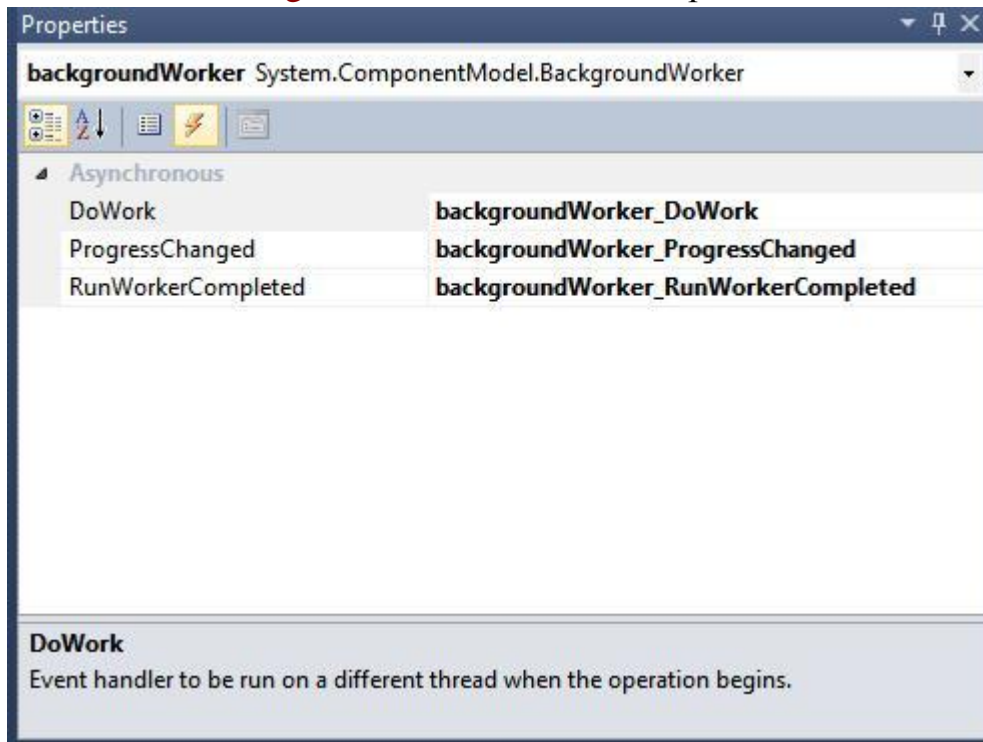 Properties
backgroundWorker System.ComponentModel.BackgroundWorker
Asynchronous
DoWork backgroundWorker_DoWork
ProgressChanged backgroundWorker_ProgressChanged
RunWorkerCompleted backgroundWorker_RunWorkerCompleted
DoWork
Event handler to be run on a different thread when the operation begins.